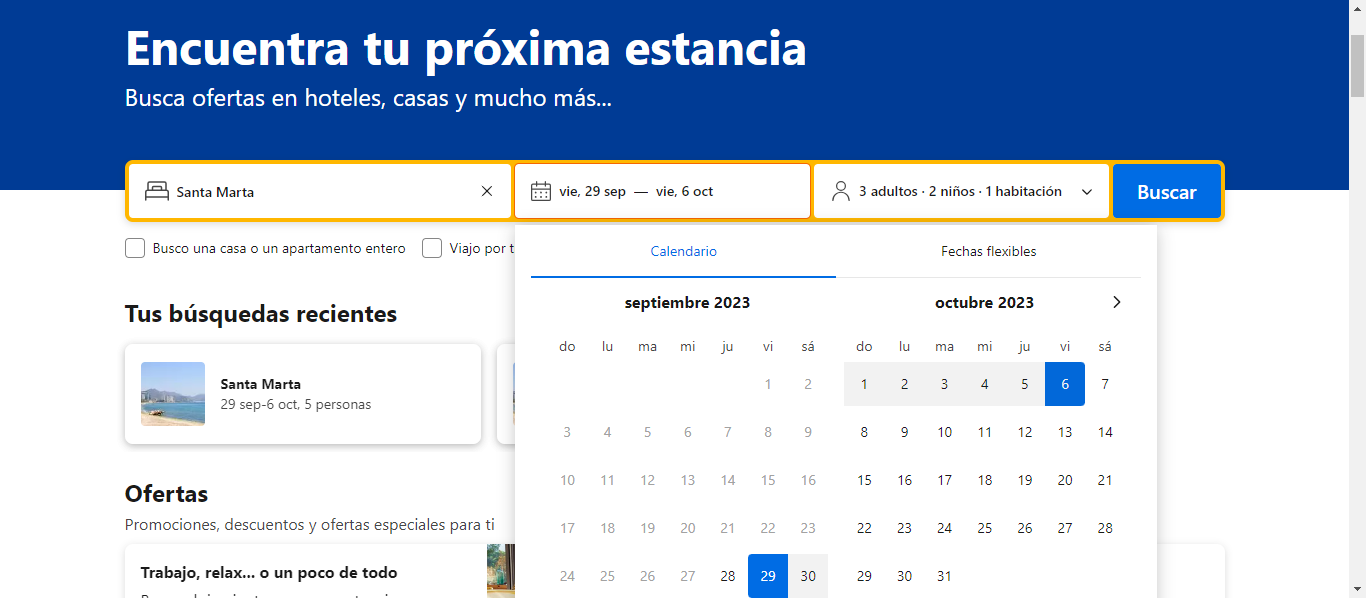 Encuentra tu próxima estancia
Busca ofertas en hoteles, casas y mucho más...
Santa Marta
vie, 29 sep — vie, 6 oct
3 adultos · 2 niños · 1 habitación
Buscar
Busco una casa o un apartamento entero
Viajo por t
Calendario
Fechas flexibles
septiembre 2023
do lu ma mi ju vi sá
1 2
3 4 5 6 7 8 9
10 11 12 13 14 15 16
17 18 19 20 21 22 23
24 25 26 27 28 29 30
octubre 2023
do lu ma mi ju vi sá
1 2 3 4 5 6 7
8 9 10 11 12 13 14
15 16 17 18 19 20 21
22 23 24 25 26 27 28
29 30 31
Tus búsquedas recientes
Santa Marta
29 sep-6 oct, 5 personas
Ofertas
Promociones, descuentos y ofertas especiales para ti
Trabajo, relax... o un poco de todo